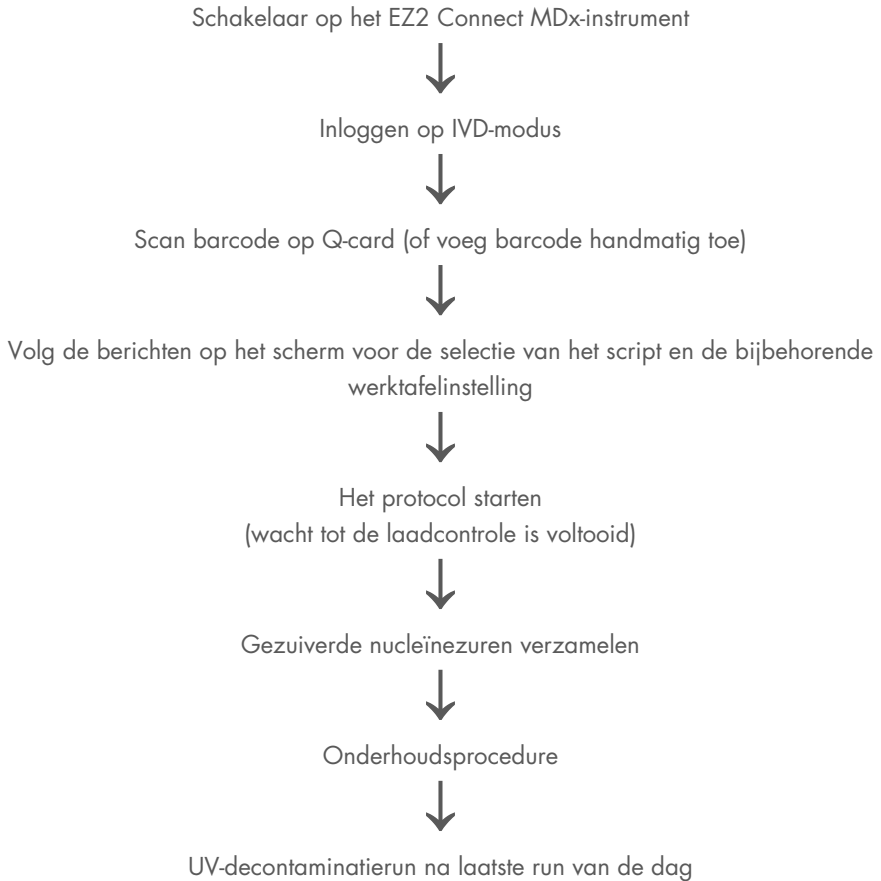 Schakelaar op het EZ2 Connect MDx-instrument
Inloggen op IVD-modus
Scan barcode op Q-card (of voeg barcode handmatig toe)
Volg de berichten op het scherm voor de selectie van het script en de bijbehorende
werktafelinstelling
Het protocol starten
(wacht tot de laadcontrole is voltooid)
Gezuiverde nucleïnezuren verzamelen
Onderhoudsprocedure
UV-decontaminatierun na laatste run van de dag